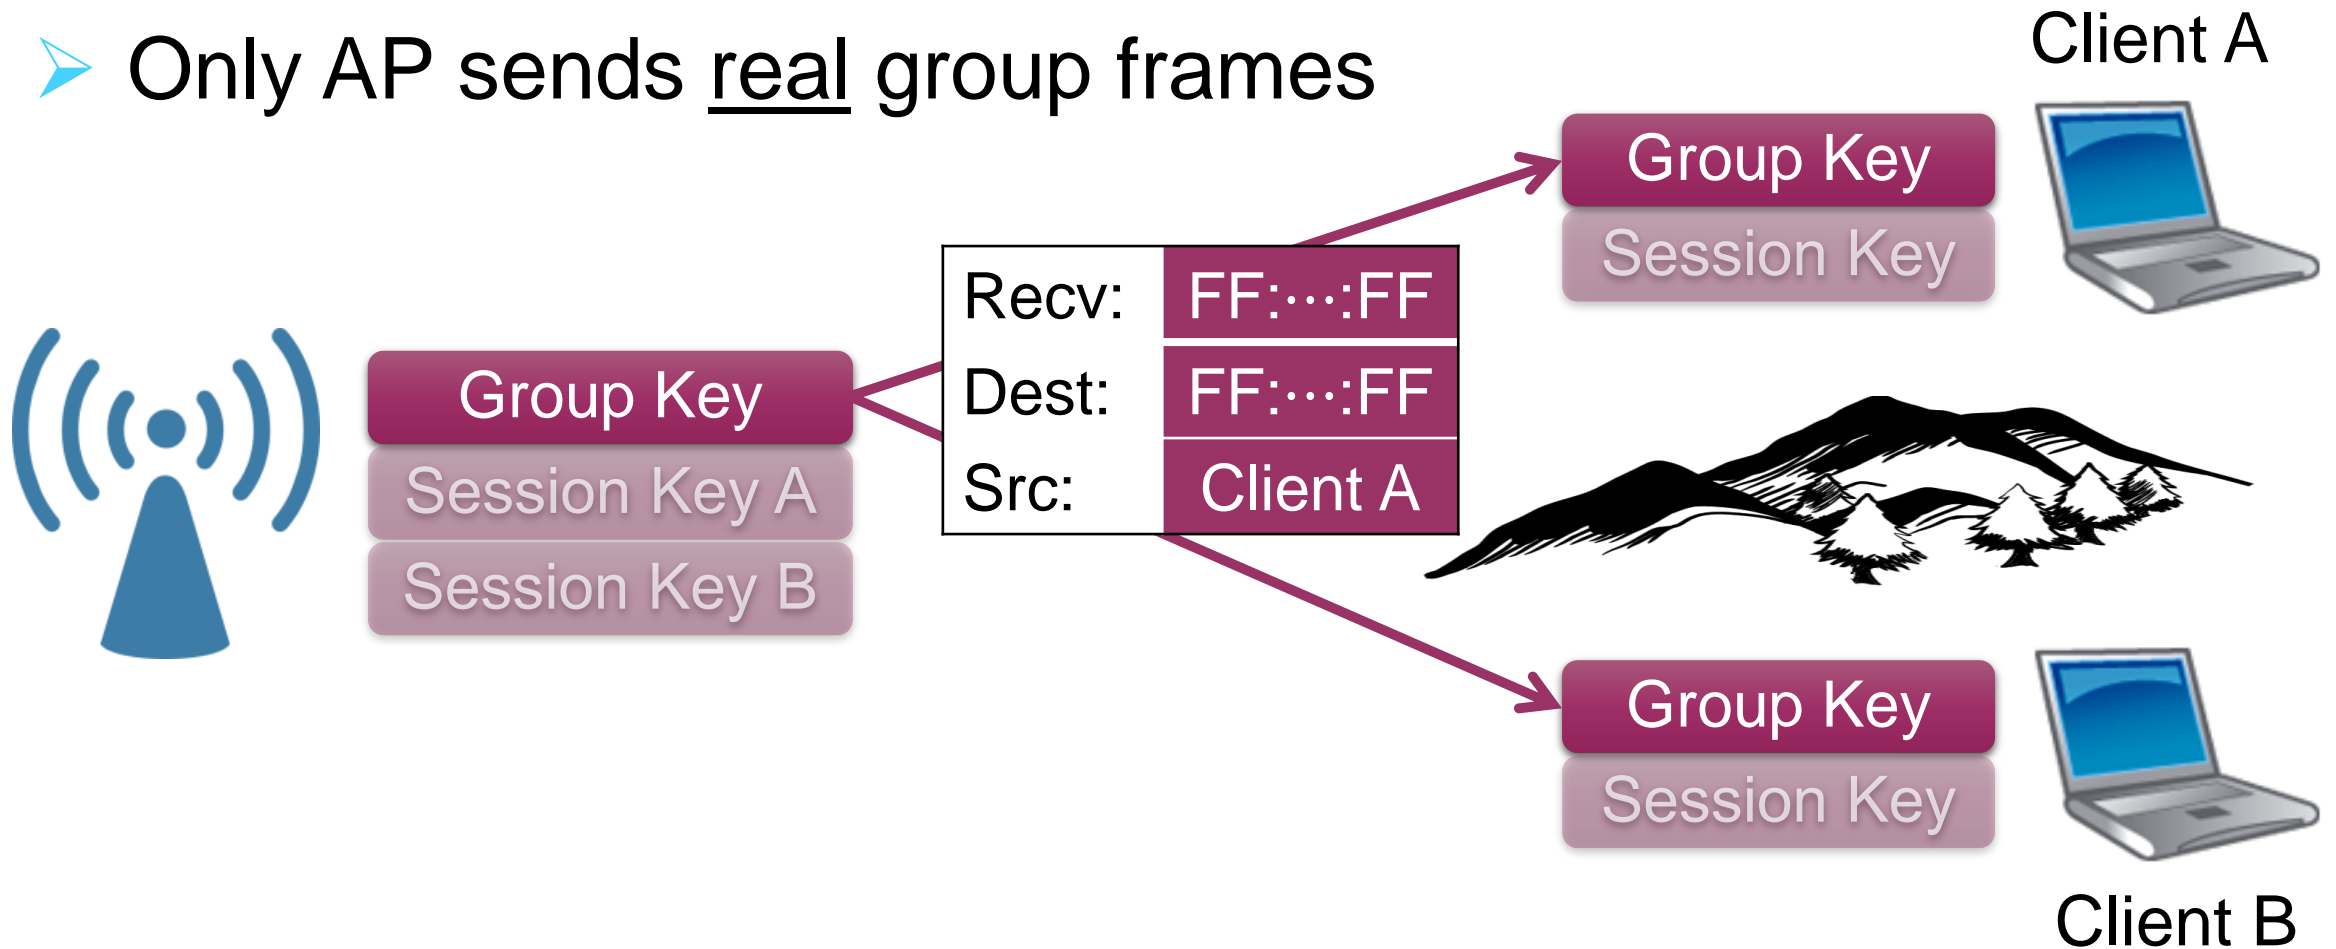 Only AP sends real group frames
Client A
Group Key
Session Key
Recv: FF:···:FF
Dest: FF:···:FF
Src: Client A
Group Key
Session Key A
Session Key B
Group Key
Session Key
Client B